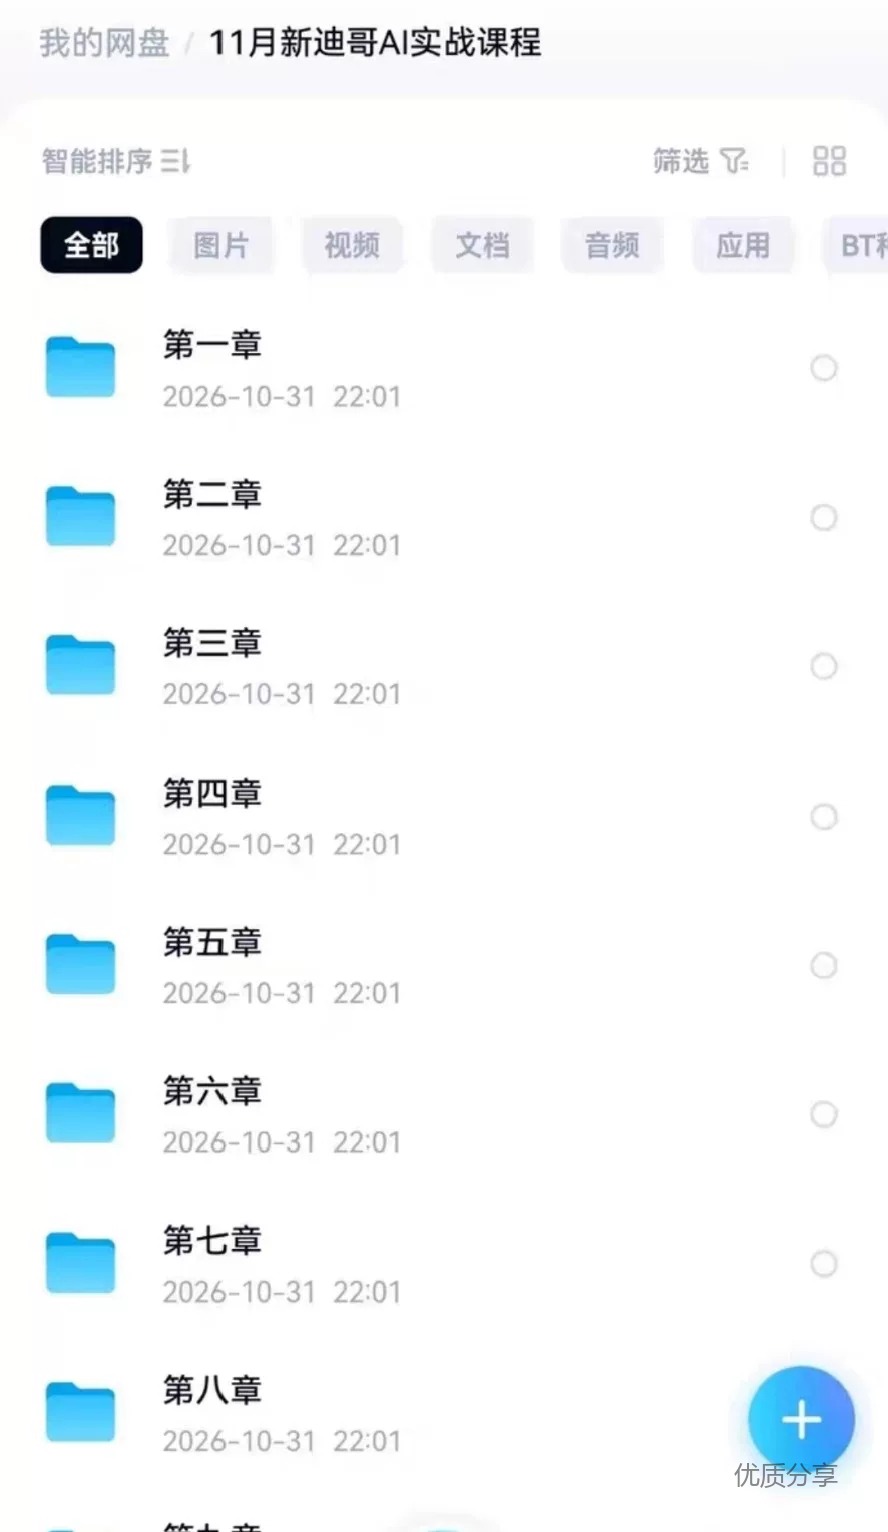 我的网盘 / 11月新迪哥AI实战课程
智能排序 筛选
全部 图片 视频 文档 音频 应用 BT
第一章
2026-10-31 22:01
第二章
2026-10-31 22:01
第三章
2026-10-31 22:01
第四章
2026-10-31 22:01
第五章
2026-10-31 22:01
第六章
2026-10-31 22:01
第七章
2026-10-31 22:01
第八章
2026-10-31 22:01
优质分享
第九章